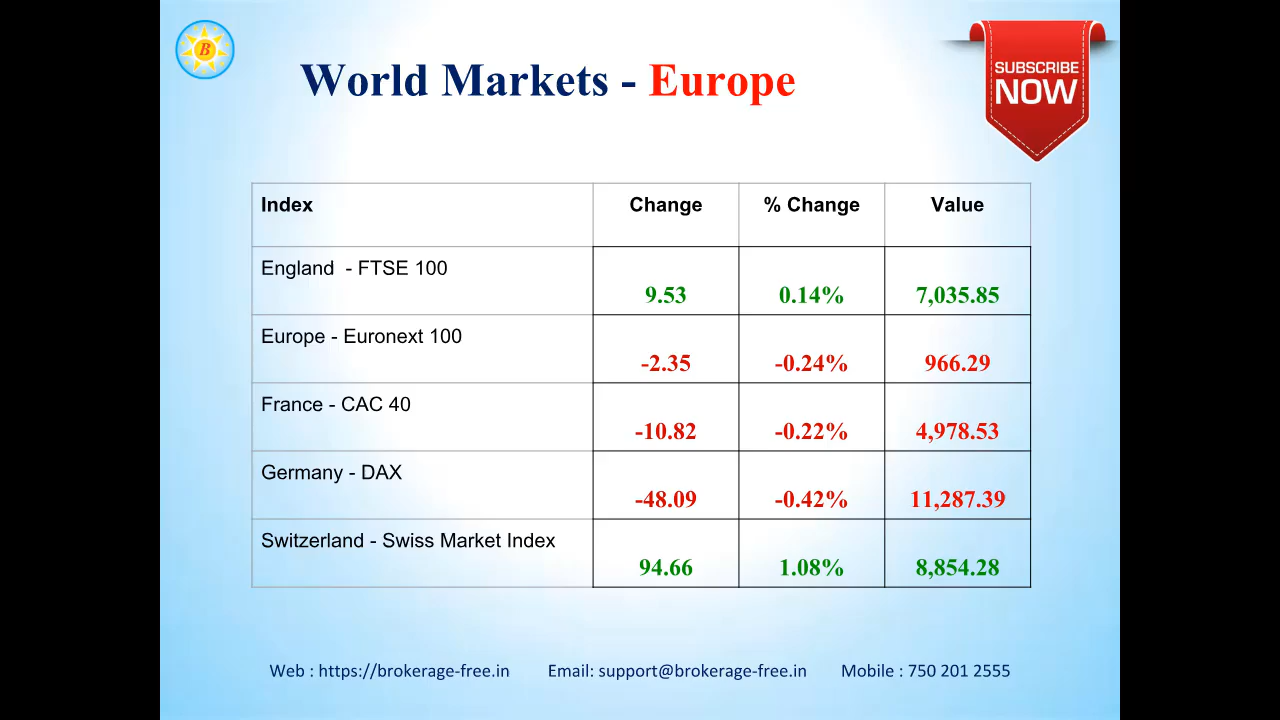 B
World Markets - Europe
SUBSCRIBE
NOW
Index Change % Change Value
England - FTSE 100 9.53 0.14% 7,035.85
Europe - Euronext 100 -2.35 -0.24% 966.29
France - CAC 40 -10.82 -0.22% 4,978.53
Germany - DAX -48.09 -0.42% 11,287.39
Switzerland - Swiss Market Index 94.66 1.08% 8,854.28
Web : https://brokerage-free.in Email: support@brokerage-free.in Mobile : 750 201 2555